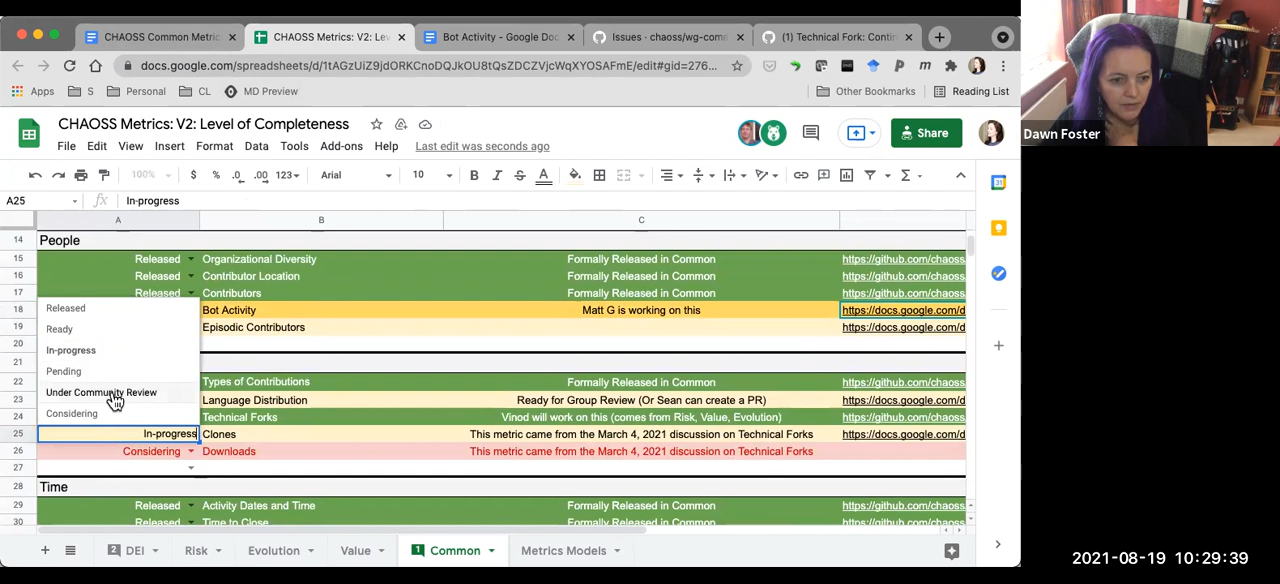 CHAOSS Common Metric
CHAOSS Metrics: V2: Lev
Bot Activity - Google Doc
Issues · chaoss/wg-com
(1) Technical Fork: Conti
docs.google.com/spreadsheets/d/1tAGzUiZ9jdORKCnoDQJkOU8tQsZDCZVjcWqXYOSAFmE/edit#gid=276...
Apps
S
Personal
CL
MD Preview
Other Bookmarks
Reading List
CHAOSS Metrics: V2: Level of Completeness
File Edit View Insert Format Data Tools Add-ons Help Last edit was seconds ago
Share
100% $ % .0 .00 123 Arial 10 B I S A
A25 fx In-progress
A B C
14 People
15 Released Organizational Diversity Formally Released in Common https://github.com/chaoss
16 Released Contributor Location Formally Released in Common https://github.com/chaoss
17 Released Contributors Formally Released in Common https://github.com/chaoss
18 Bot Activity Matt G is working on this https://docs.google.com/d
19 Episodic Contributors https://docs.google.com/d
20
21
22 Types of Contributions Formally Released in Common https://github.com/chaoss
23 Language Distribution Ready for Group Review (Or Sean can create a PR) https://docs.google.com/d
24 Technical Forks Vinod will work on this (comes from Risk, Value, Evolution) https://github.com/chaoss
25 In-progress Clones This metric came from the March 4, 2021 discussion on Technical Forks https://docs.google.com/d
26 Considering Downloads This metric came from the March 4, 2021 discussion on Technical Forks
27
28 Time
29 Released Activity Dates and Time Formally Released in Common https://github.com/chaoss
30 Released Time to Close Formally Released in Common https://github.com/chaoss
Released
Ready
In-progress
Pending
Under Community Review
Considering
2 DEI
Risk
Evolution
Value
1 Common
Metrics Models
Dawn Foster
2021-08-19 10:29:39